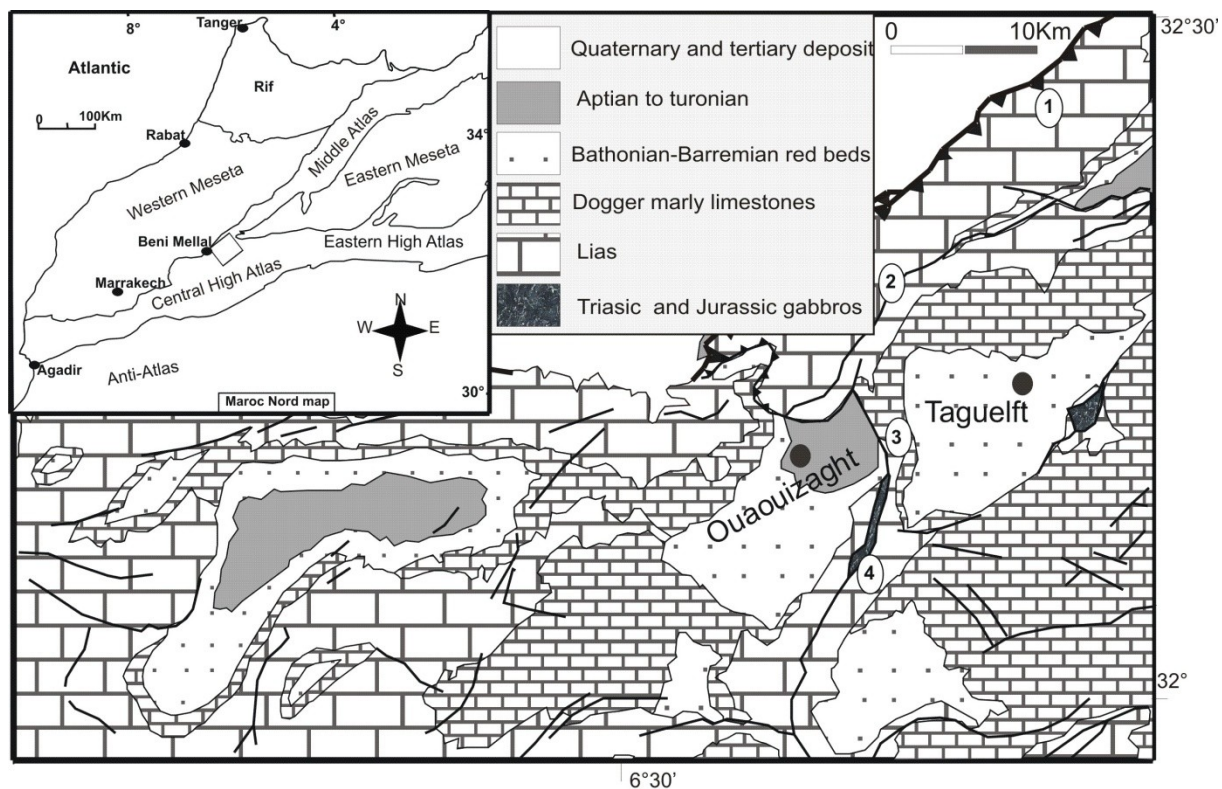 8°
4°
Tanger
Atlantic
Rif
0 100Km
Rabat
34°
Middle Atlas
Western Meseta
Eastern Meseta
Beni Mellal
Eastern High Atlas
Marrakech
Central High Atlas
N
W E
S
Agadir
Anti-Atlas
30°
Maroc Nord map
Quaternary and tertiary deposit
Aptian to turonian
Bathonian-Barremian red beds
Dogger marly limestones
Lias
Triasic and Jurassic gabbros
0 10Km
32°30'
1
2
Taguelft
3
Ouaouizaght
4
32°
6°30'